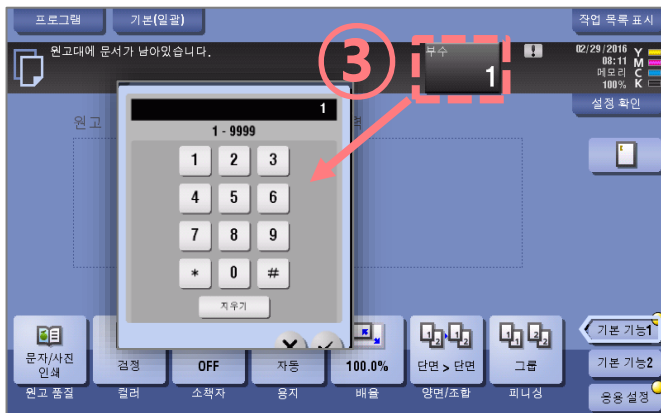 프로그램
기본(일괄)
작업 목록 표시
원고대에 문서가 남아있습니다.
③
부수
1
02/29/2016
08:11
메모리
100%
Y
M
C
K
설정 확인
원고
력
1
1 - 9999
1 2 3
4 5 6
7 8 9
* 0 #
지우기
문자/사진
인쇄
검정
OFF
자동
100.0%
단면 > 단면
그룹
원고 품질
컬러
소책자
용지
배율
양면/조합
피니싱
기본 기능1
기본 기능2
응용 설정